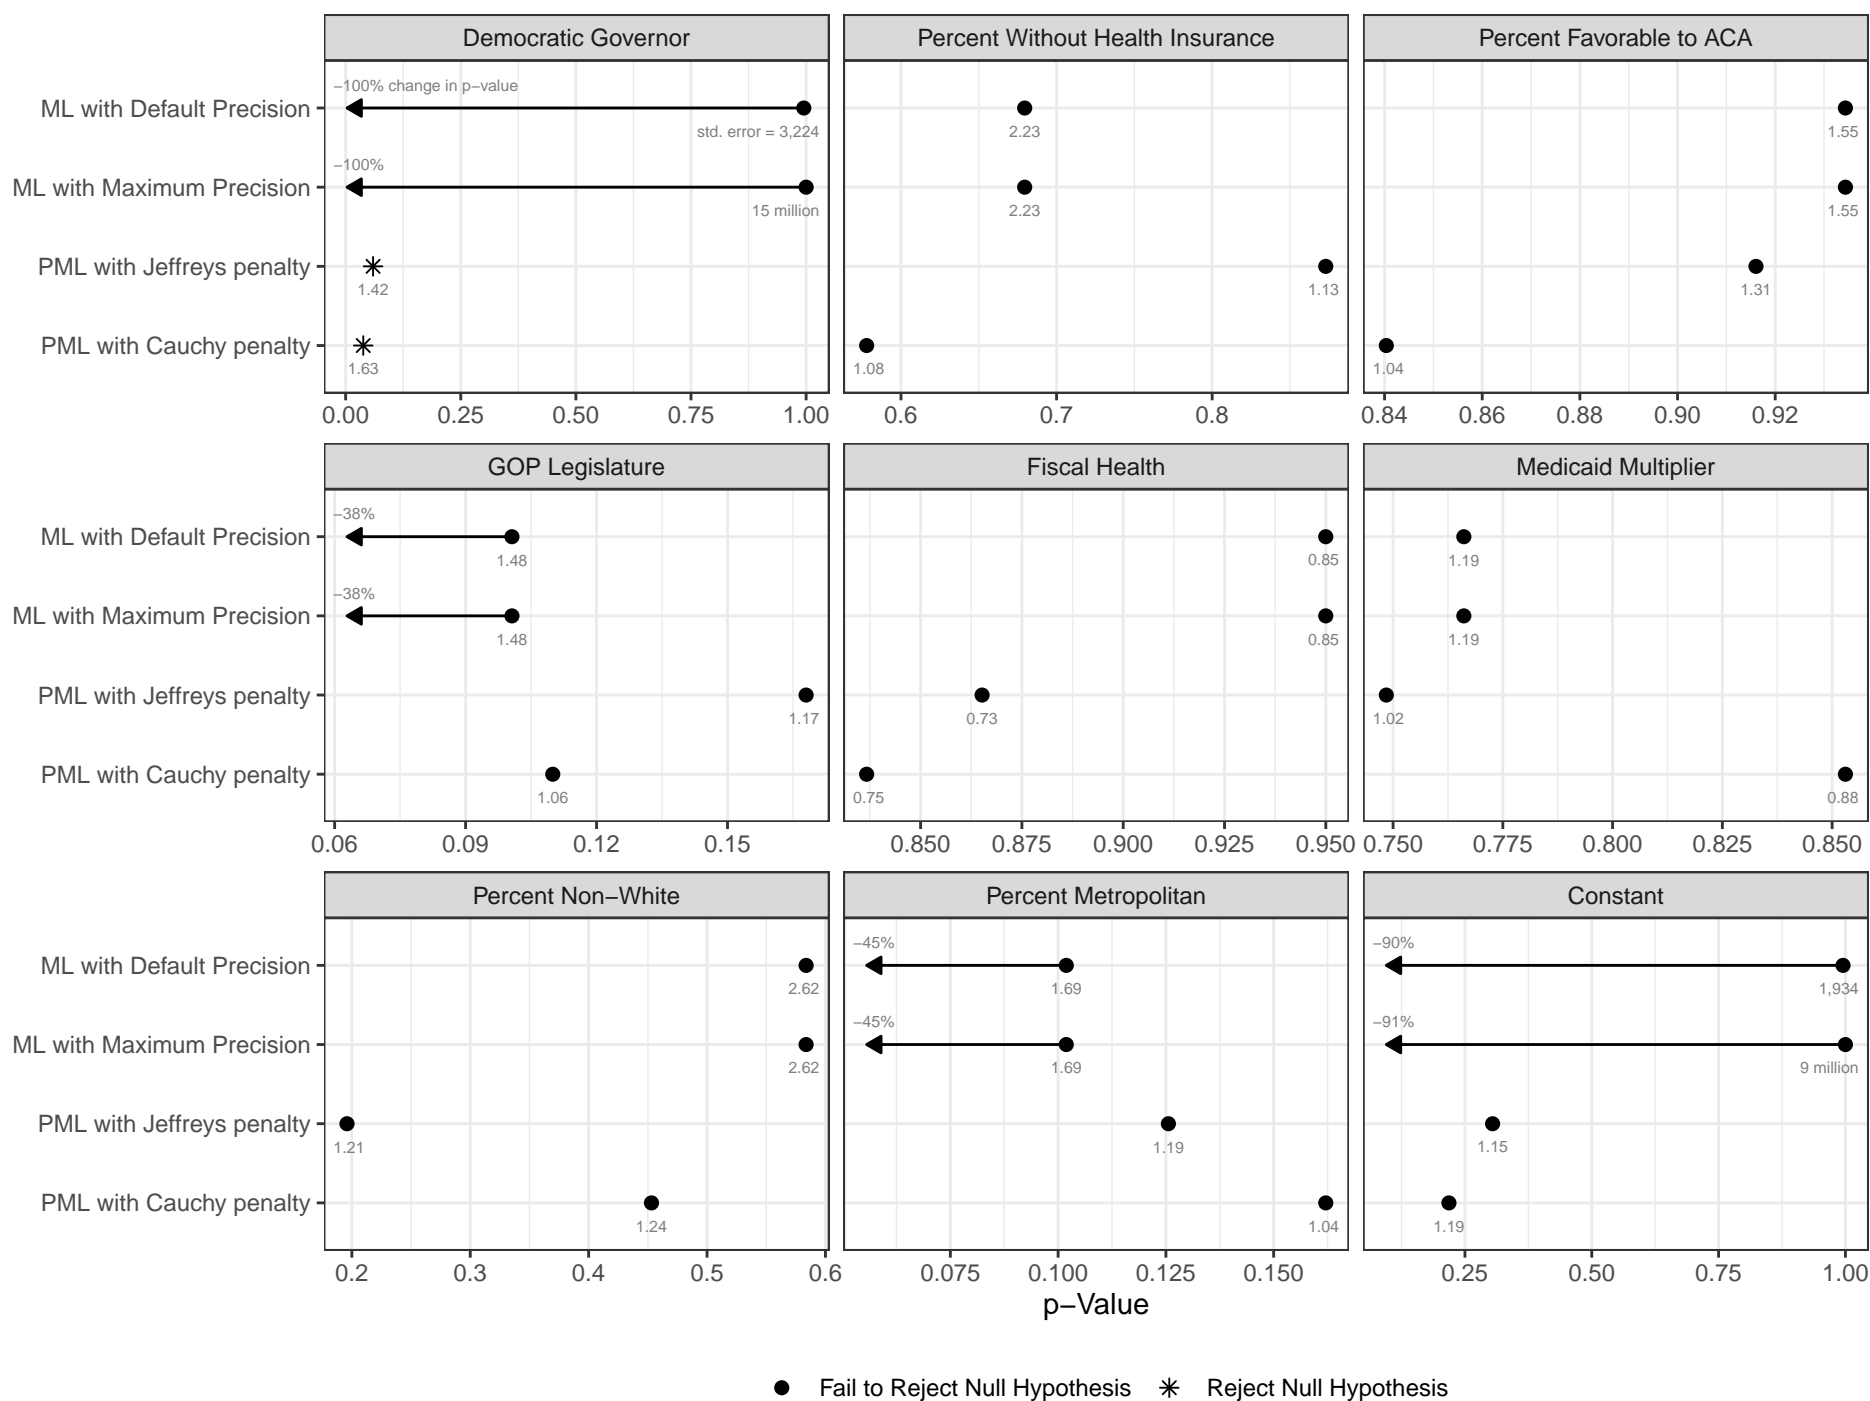 Democratic Governor
Percent Without Health Insurance
Percent Favorable to ACA
−100% change in p−value
ML with Default Precision
std. error = 3,224
2.23
1.55
−100%
ML with Maximum Precision
15 million
2.23
1.55
PML with Jeffreys penalty
1.42
1.13
1.31
PML with Cauchy penalty
1.63
1.08
1.04
0.00 0.25 0.50 0.75 1.00
0.6 0.7 0.8
0.84 0.86 0.88 0.90 0.92
GOP Legislature
Fiscal Health
Medicaid Multiplier
−38%
ML with Default Precision
1.48
0.85
1.19
−38%
ML with Maximum Precision
1.48
0.85
1.19
PML with Jeffreys penalty
1.17
0.73
1.02
PML with Cauchy penalty
1.06
0.75
0.88
0.06 0.09 0.12 0.15
0.850 0.875 0.900 0.925 0.950
0.750 0.775 0.800 0.825 0.850
Percent Non−White
Percent Metropolitan
Constant
−45%
−90%
ML with Default Precision
2.62
1.69
1,934
−45%
−91%
ML with Maximum Precision
2.62
1.69
9 million
PML with Jeffreys penalty
1.21
1.19
1.15
PML with Cauchy penalty
1.24
1.04
1.19
0.2 0.3 0.4 0.5 0.6
0.075 0.100 0.125 0.150
0.25 0.50 0.75 1.00
p−Value
Fail to Reject Null Hypothesis
Reject Null Hypothesis